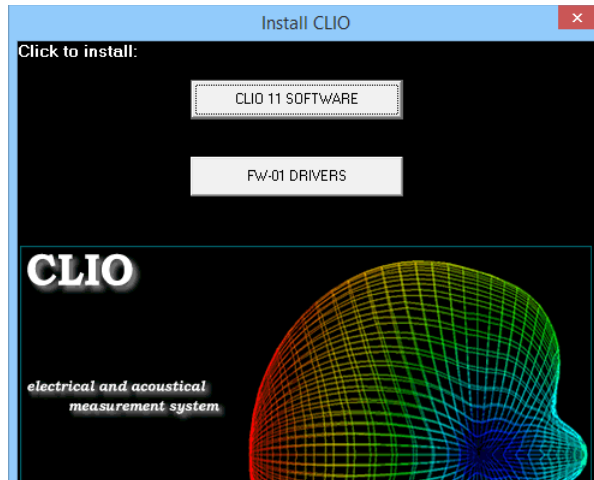 Install CLIO
Click to install:
CLIO 11 SOFTWARE
FW-01 DRIVERS
CLIO
electrical and acoustical
measurement system